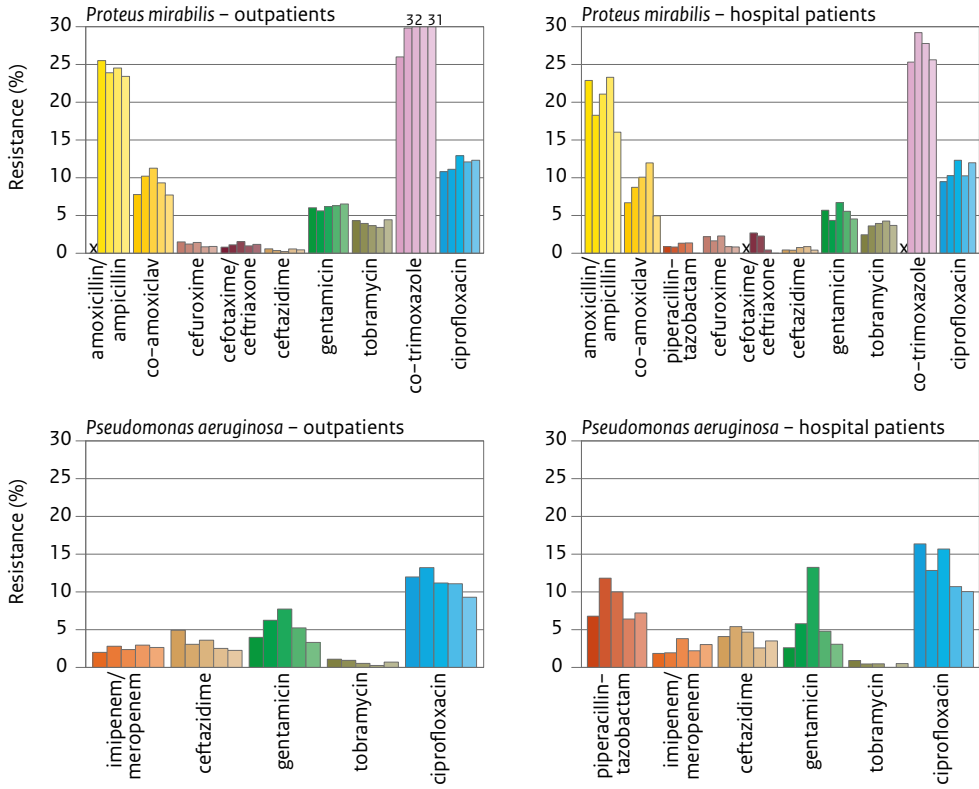 Proteus mirabilis – outpatients
32 31
30
25
20
15
10
5
0
Resistance (%)
x
amoxicillin/
ampicillin
co–amoxiclav
cefuroxime
cefotaxime/
ceftriaxone
ceftazidime
gentamicin
tobramycin
co–trimoxazole
ciprofloxacin
Proteus mirabilis – hospital patients
30
25
20
15
10
5
0
x
x
amoxicillin/
ampicillin
co–amoxiclav
piperacillin–
tazobactam
cefuroxime
cefotaxime/
ceftriaxone
ceftazidime
gentamicin
tobramycin
co–trimoxazole
ciprofloxacin
Pseudomonas aeruginosa – outpatients
30
25
20
15
10
5
0
Resistance (%)
imipenem/
meropenem
ceftazidime
gentamicin
tobramycin
ciprofloxacin
Pseudomonas aeruginosa – hospital patients
30
25
20
15
10
5
0
piperacillin–
tazobactam
imipenem/
meropenem
ceftazidime
gentamicin
tobramycin
ciprofloxacin